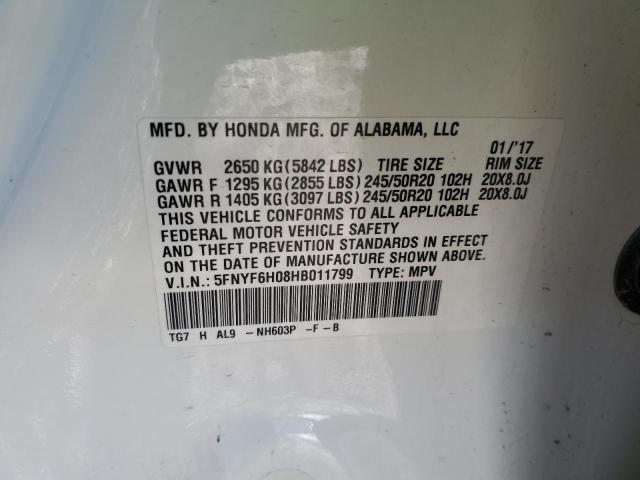 MFD. BY HONDA MFG. OF ALABAMA, LLC
01/'17
GVWR 2650 KG(5842 LBS) TIRE SIZE RIM SIZE
GAWR F 1295 KG(2855 LBS)245/50R20 102H 20X8.0J
GAWR R 1405 KG(3097 LBS)245/50R20 102H 20X8.0J
THIS VEHICLE CONFORMS TO ALL APPLICABLE
FEDERAL MOTOR VEHICLE SAFETY
AND THEFT PREVENTION STANDARDS IN EFFECT
ON THE DATE OF MANUFACTURE SHOWN ABOVE.
V.I.N.: 5FNYF6H08HB011799 TYPE: MPV
TG7 H AL9 -NH603P -F-B